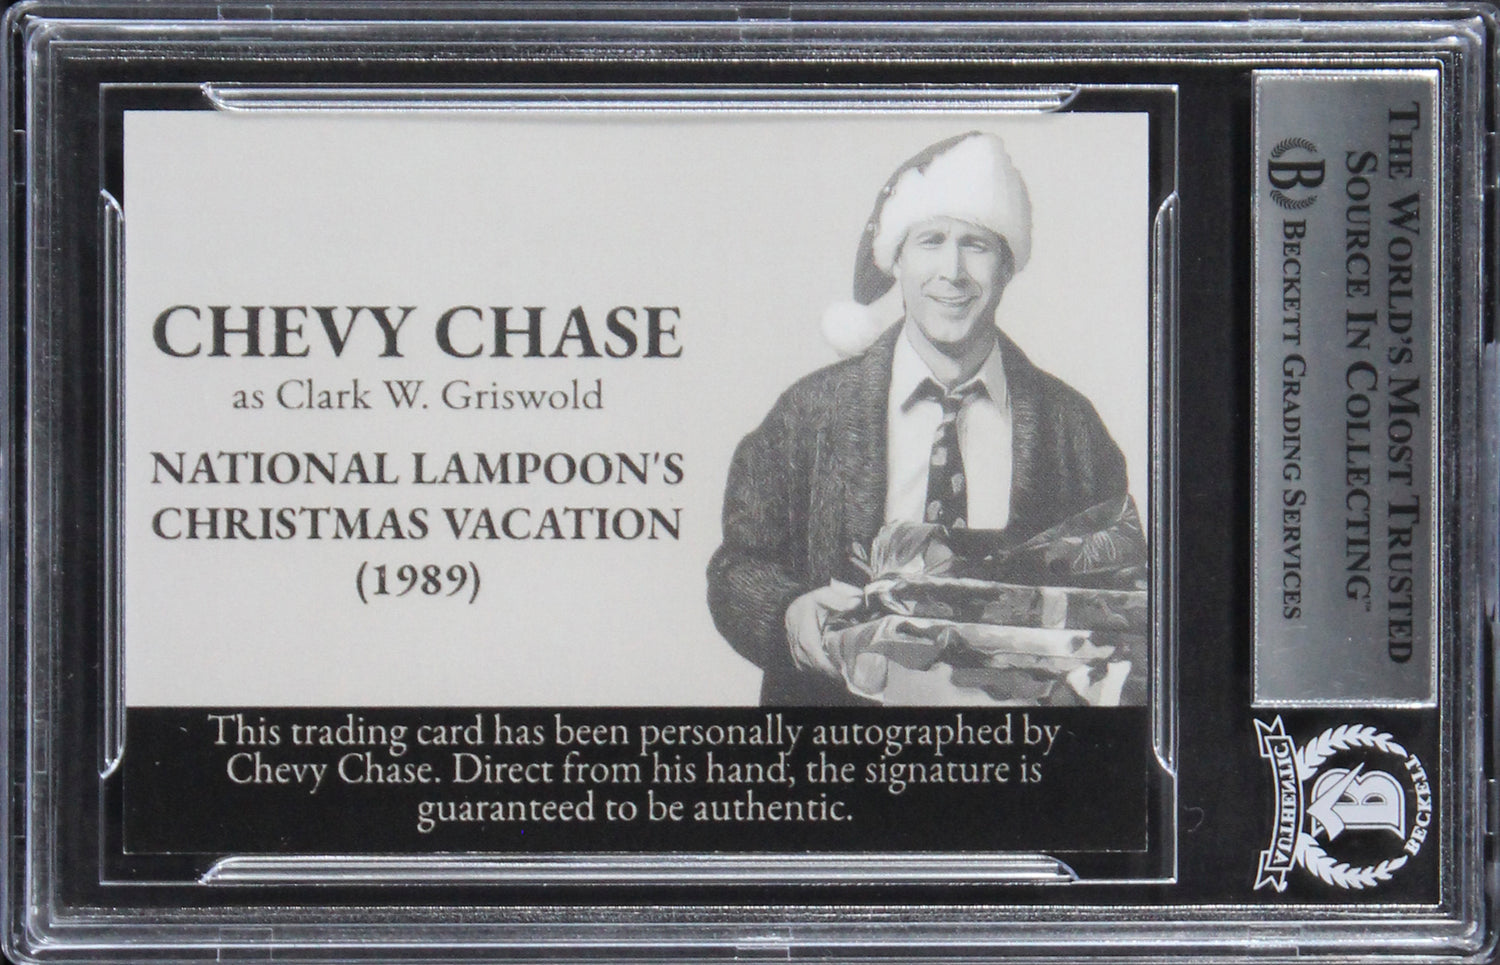 CHEVY CHASE
as Clark W. Griswold
NATIONAL LAMPOON'S
CHRISTMAS VACATION
(1989)
This trading card has been personally autographed by
Chevy Chase. Direct from his hand, the signature is
guaranteed to be authentic.
THE WORLD'S MOST TRUSTED
SOURCE IN COLLECTING™
B BECKETT GRADING SERVICES
BECKETT
B
AUTHENTIC